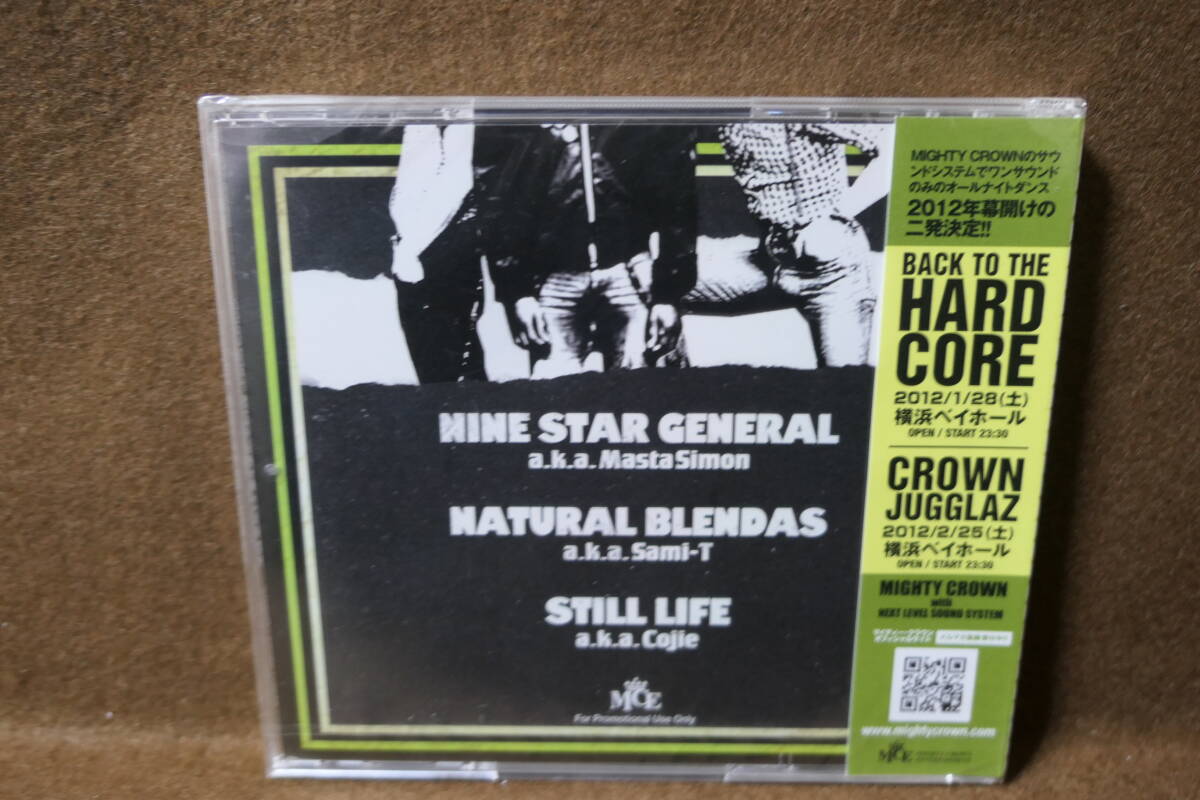 NINE STAR GENERAL
a.k.a. Masta Simon
NATURAL BLENDAS
a.k.a. Sami-T
STILL LIFE
a.k.a. Cojie
MCE
For Promotional Use Only
MIGHTY CROWNのサウ
ンドシステムでワンサウンド
のみのオールナイトダンス
2012年幕開けの
二発決定!!
BACK TO THE
HARD
CORE
2012/1/28(土)
横浜ベイホール
OPEN / START 23:30
CROWN
JUGGLAZ
2012/2/25(土)
横浜ベイホール
OPEN / START 23:30
MIGHTY CROWN
with
NEXT LEVEL SOUND SYSTEM
www.mightycrown.com
MCE